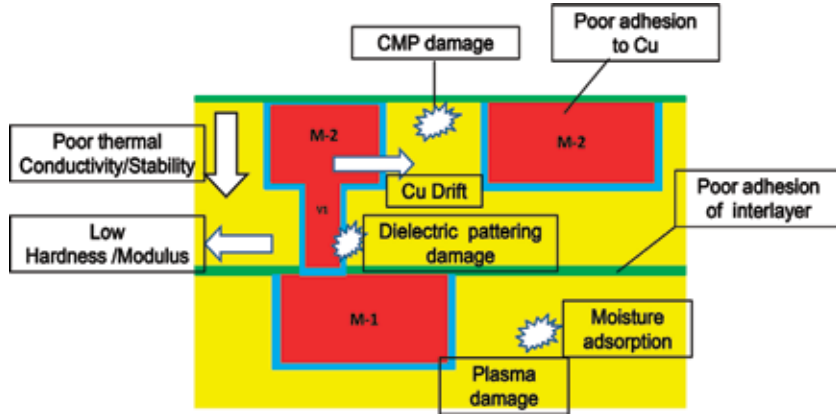 CMP damage
Poor adhesion
to Cu
Poor thermal
Conductivity/Stability
M-2
M-2
Cu Drift
V1
Poor adhesion
of interlayer
Low
Hardness /Modulus
Dielectric pattering
damage
M-1
Moisture
adsorption
Plasma
damage